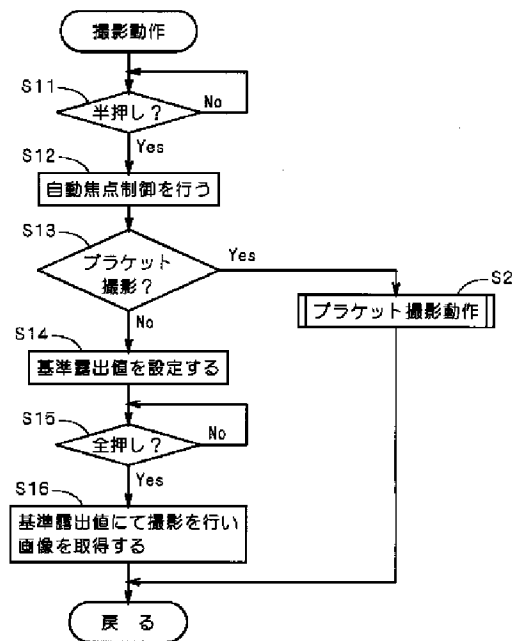 撮影動作
S11
半押し?
No
Yes
S12
自動焦点制御を行う
S13
ブラケット
撮影?
Yes
S2
ブラケット撮影動作
No
S14
基準露出値を設定する
S15
全押し?
No
Yes
S16
基準露出値にて撮影を行い
画像を取得する
戻る